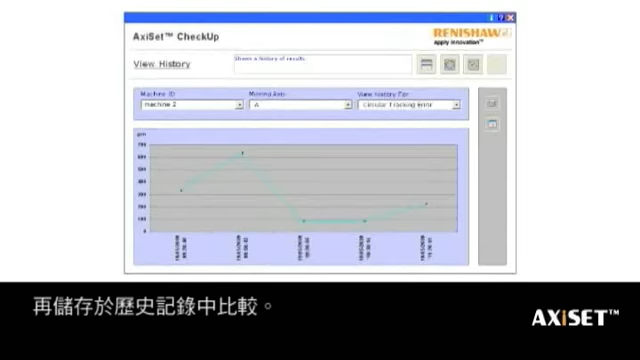 AxiSet™ CheckUp
RENISHAW
apply innovation™
View History
Shows a history of results
Machine ID
Moving Axis
View history For:
machine 2
A
Circular Tracking Error
μm
700
600
500
400
300
200
100
0
再儲存於歷史記錄中比較。
AXiSET™